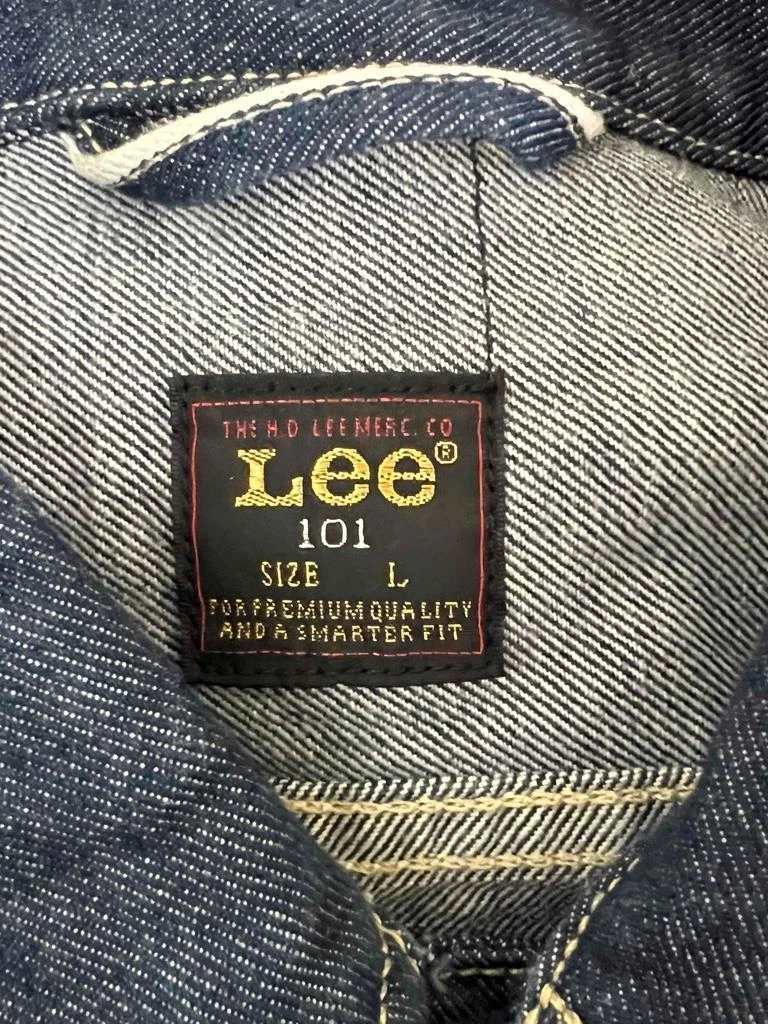 THE H.D. LEE MERC. CO
Lee®
101
SIZE L
FOR PREMIUM QUALITY
AND A SMARTER FIT